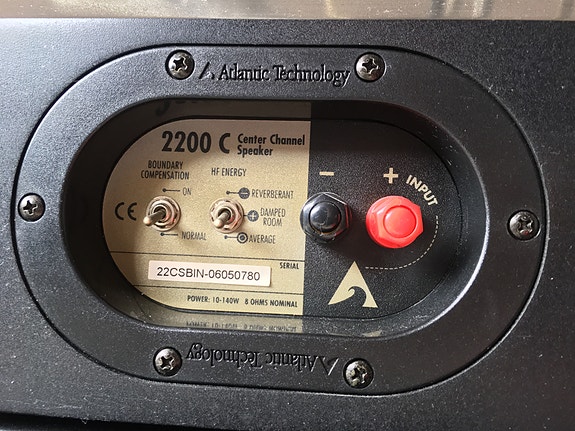 Atlantic Technology
2200 C Center Channel
Speaker
BOUNDARY
COMPENSATION
HF ENERGY
ON
NORMAL
CE
REVERBERANT
DAMPED
ROOM
AVERAGE
− +
INPUT
SERIAL
22CSBIN-06050780
POWER: 10-140W 8 OHMS NOMINAL
Atlantic Technology